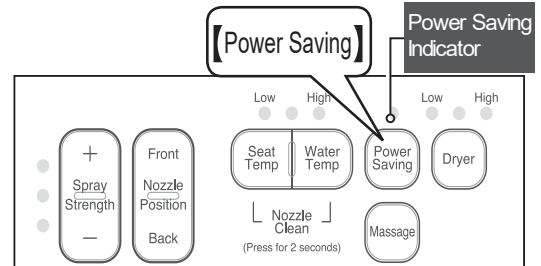 【Power Saving】
Power Saving
Indicator
Low High
Low High
+
Spray
Strength
—
Front
Nozzle
Position
Back
Seat
Temp
Water
Temp
Power
Saving
Dryer
Nozzle
Clean
(Press for 2 seconds)
Massage